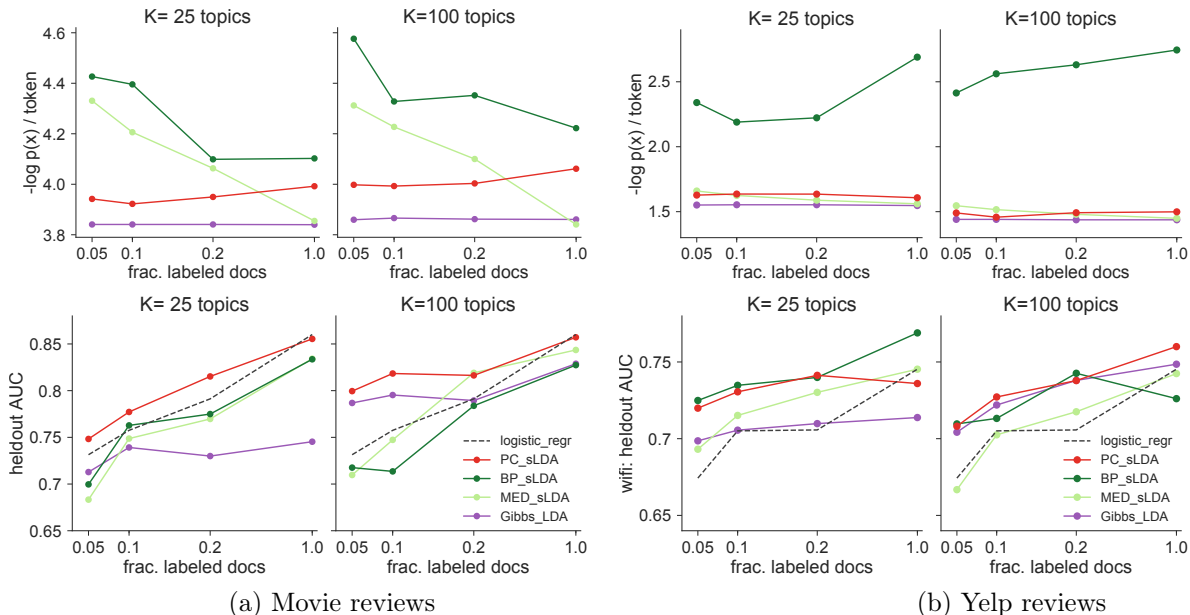 K= 25 topics
K=100 topics
-log p(x) / token
4.6
4.4
4.2
4.0
3.8
0.05 0.1 0.2 1.0
frac. labeled docs
0.05 0.1 0.2 1.0
frac. labeled docs
K= 25 topics
K=100 topics
heldout AUC
0.85
0.8
0.75
0.7
0.65
0.05 0.1 0.2 1.0
frac. labeled docs
0.05 0.1 0.2 1.0
frac. labeled docs
logistic_regr
PC_sLDA
BP_sLDA
MED_sLDA
Gibbs_LDA
(a) Movie reviews
K= 25 topics
K=100 topics
-log p(x) / token
2.5
2.0
1.5
0.05 0.1 0.2 1.0
frac. labeled docs
0.05 0.1 0.2 1.0
frac. labeled docs
K= 25 topics
K=100 topics
wifi: heldout AUC
0.75
0.7
0.65
0.05 0.1 0.2 1.0
frac. labeled docs
0.05 0.1 0.2 1.0
frac. labeled docs
logistic_regr
PC_sLDA
BP_sLDA
MED_sLDA
Gibbs_LDA
(b) Yelp reviews